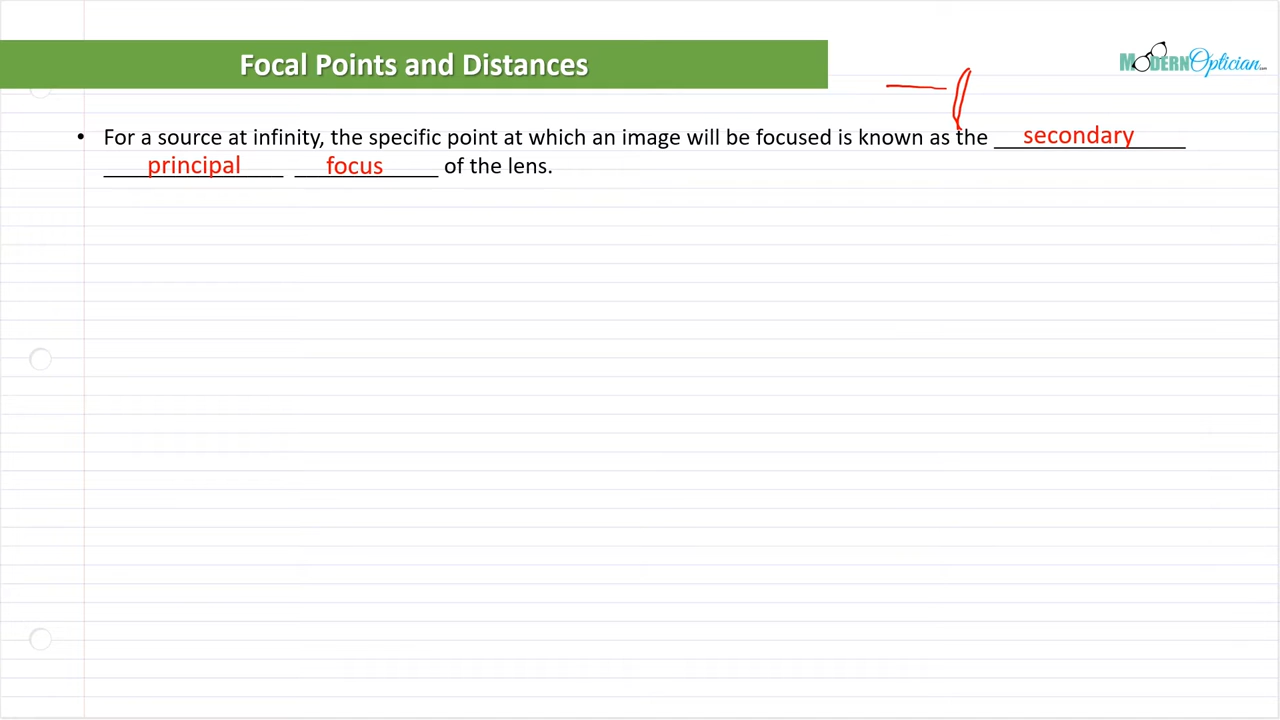 Focal Points and Distances
MODERNOptician.com
• For a source at infinity, the specific point at which an image will be focused is known as the secondary
principal focus of the lens.